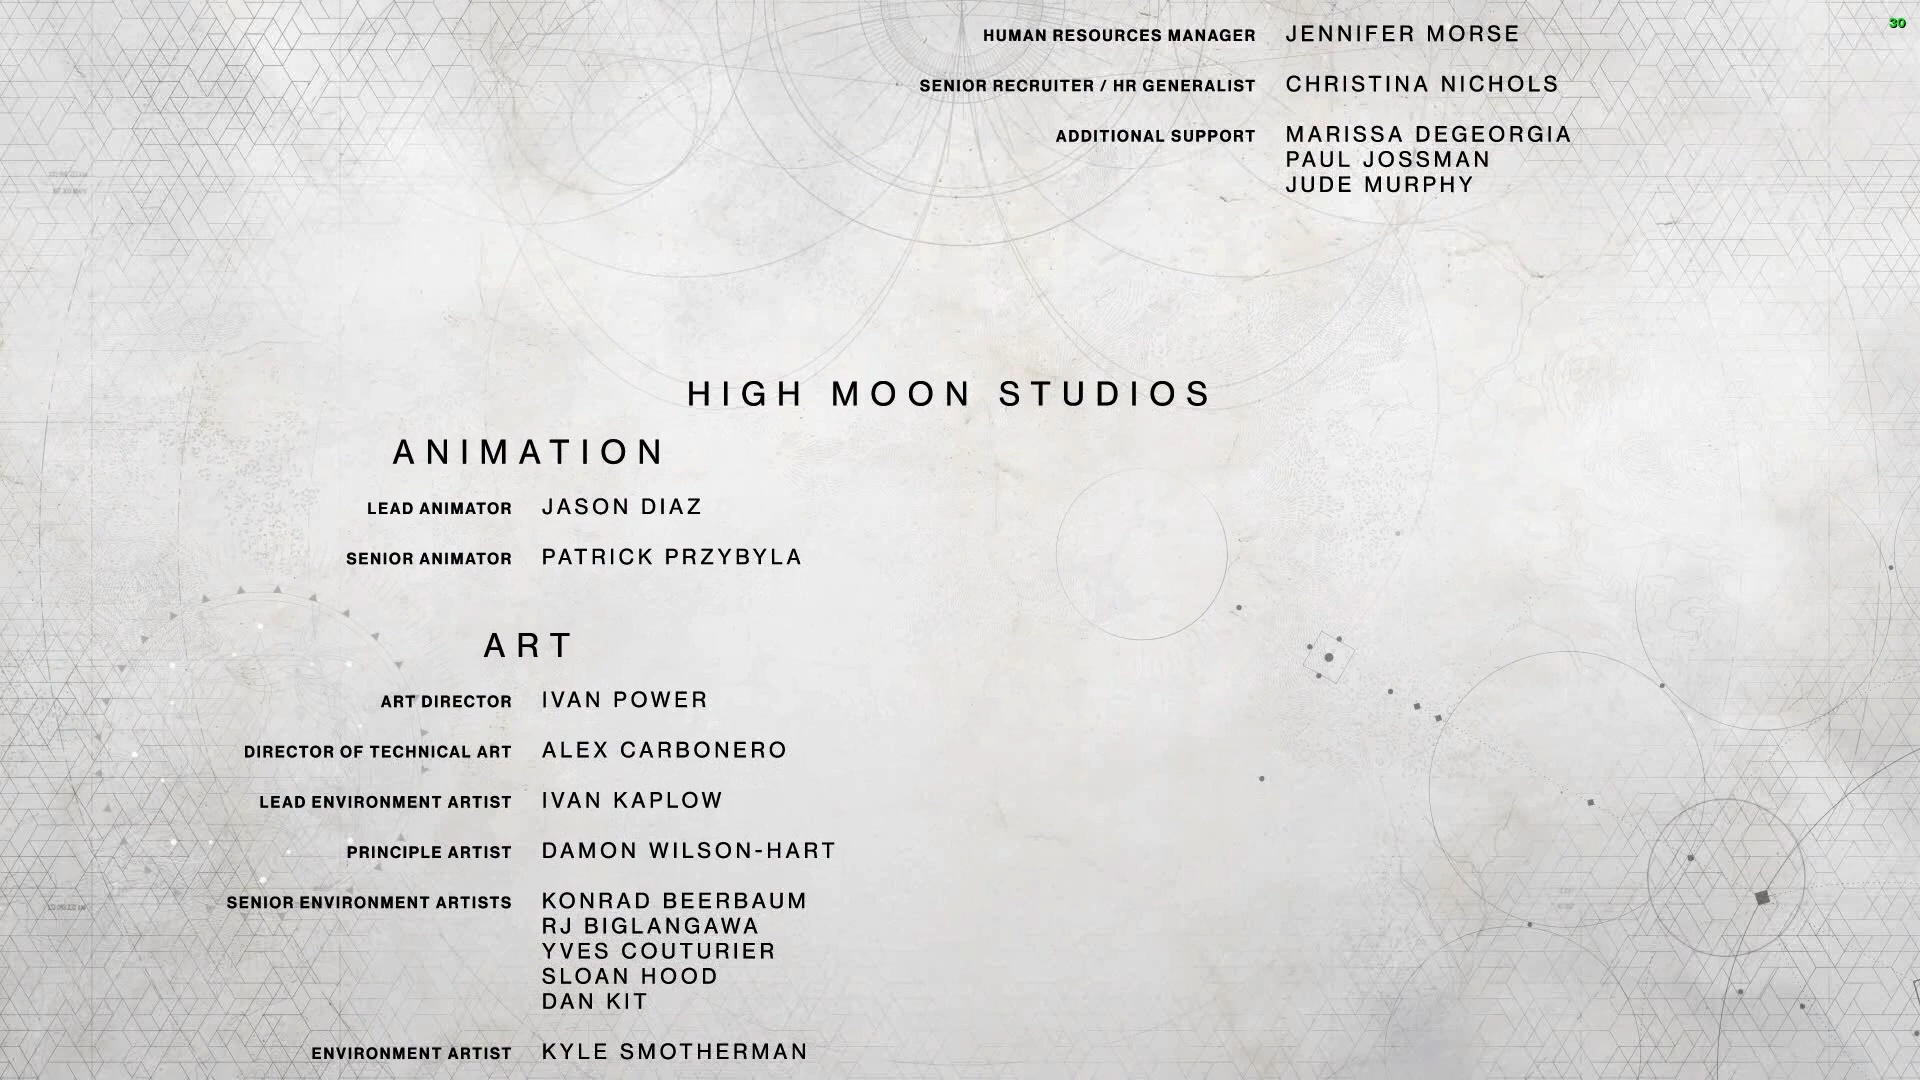 30
HUMAN RESOURCES MANAGER JENNIFER MORSE
SENIOR RECRUITER / HR GENERALIST CHRISTINA NICHOLS
ADDITIONAL SUPPORT MARISSA DEGEORGIA
PAUL JOSSMAN
JUDE MURPHY
HIGH MOON STUDIOS
ANIMATION
LEAD ANIMATOR JASON DIAZ
SENIOR ANIMATOR PATRICK PRZYBYLA
ART
ART DIRECTOR IVAN POWER
DIRECTOR OF TECHNICAL ART ALEX CARBONERO
LEAD ENVIRONMENT ARTIST IVAN KAPLOW
PRINCIPLE ARTIST DAMON WILSON-HART
SENIOR ENVIRONMENT ARTISTS KONRAD BEERBAUM
RJ BIGLANGAWA
YVES COUTURIER
SLOAN HOOD
DAN KIT
ENVIRONMENT ARTIST KYLE SMOTHERMAN